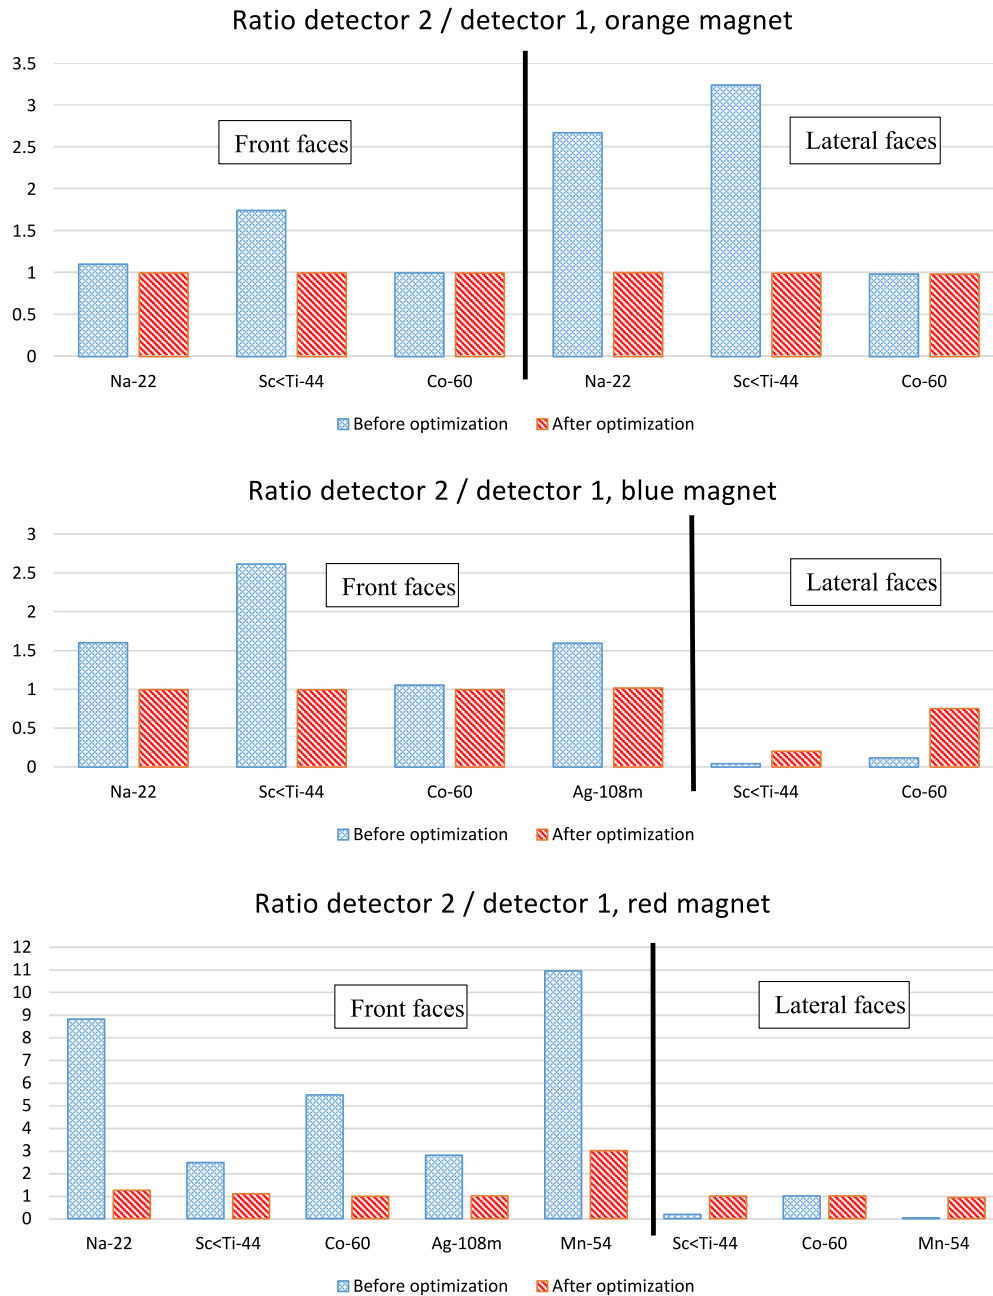 Ratio detector 2 / detector 1, orange magnet
3.5
3
2.5
2
1.5
1
0.5
0
Front faces
Lateral faces
Na-22 Sc<Ti-44 Co-60 Na-22 Sc<Ti-44 Co-60
Before optimization After optimization
Ratio detector 2 / detector 1, blue magnet
3
2.5
2
1.5
1
0.5
0
Front faces
Lateral faces
Na-22 Sc<Ti-44 Co-60 Ag-108m Sc<Ti-44 Co-60
Before optimization After optimization
Ratio detector 2 / detector 1, red magnet
12
11
10
9
8
7
6
5
4
3
2
1
0
Front faces
Lateral faces
Na-22 Sc<Ti-44 Co-60 Ag-108m Mn-54 Sc<Ti-44 Co-60 Mn-54
Before optimization After optimization